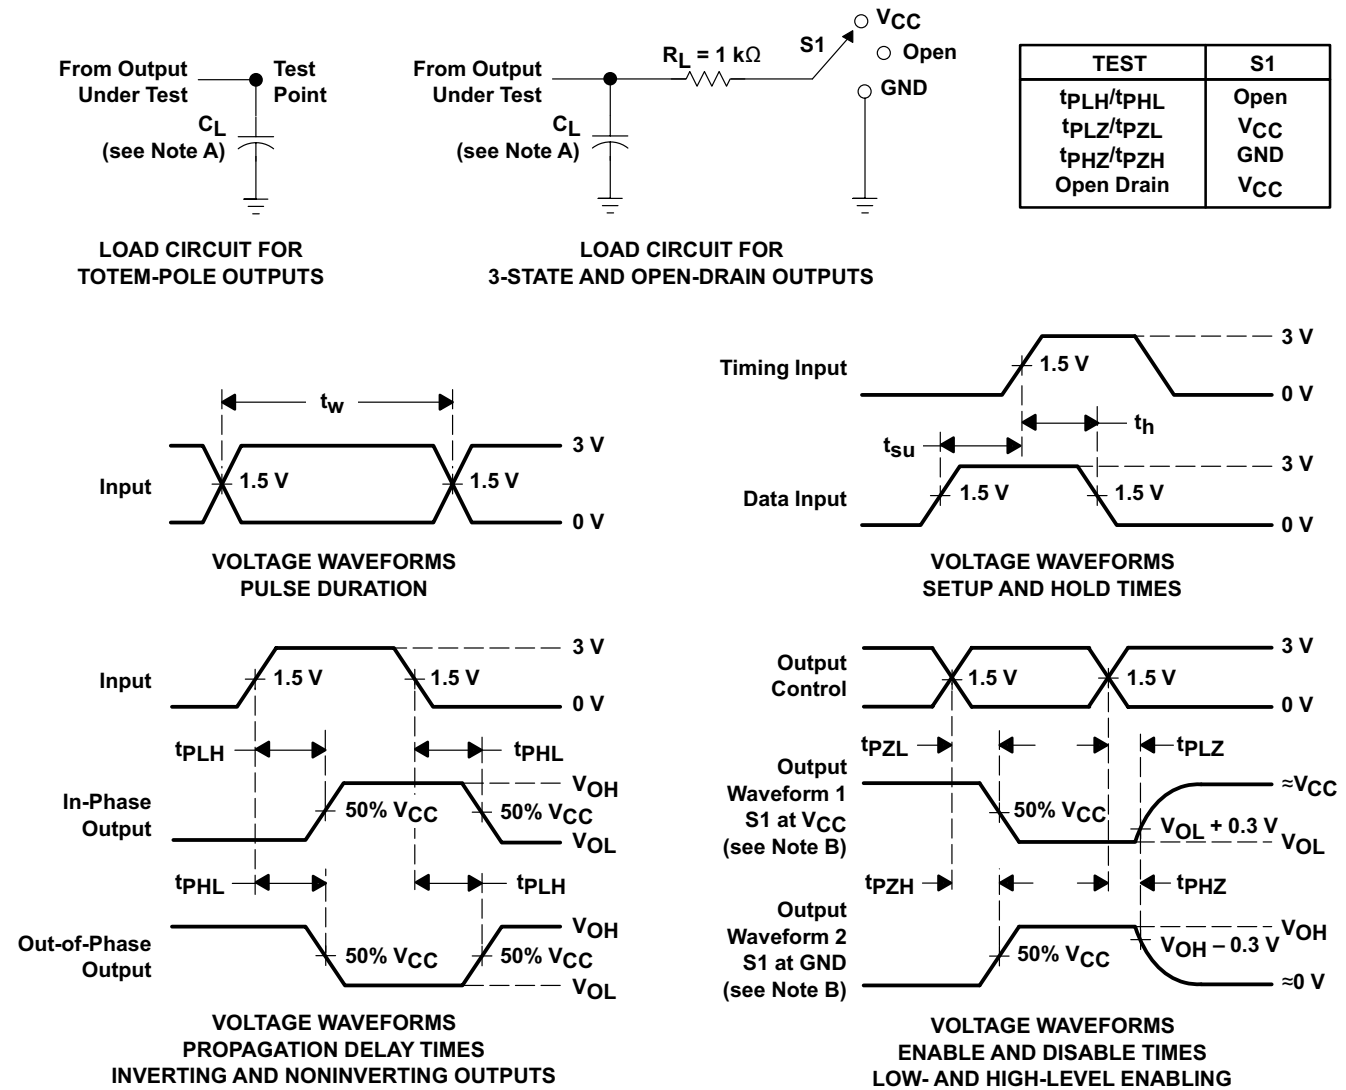 From Output
Under Test
Test
Point
CL
(see Note A)
LOAD CIRCUIT FOR
TOTEM-POLE OUTPUTS
From Output
Under Test
RL = 1 kΩ
S1
VCC
Open
GND
CL
(see Note A)
LOAD CIRCUIT FOR
3-STATE AND OPEN-DRAIN OUTPUTS
TEST S1
tPLH/tPHL Open
tPLZ/tPZL VCC
tPHZ/tPZH GND
Open Drain VCC
tw
3 V
Input
1.5 V
1.5 V
0 V
VOLTAGE WAVEFORMS
PULSE DURATION
3 V
Timing Input
1.5 V
0 V
th
tsu
3 V
Data Input
1.5 V
1.5 V
0 V
VOLTAGE WAVEFORMS
SETUP AND HOLD TIMES
3 V
Input
1.5 V
1.5 V
0 V
tPLH
tPHL
In-Phase
Output
VOH
50% VCC
50% VCC
VOL
tPHL
tPLH
Out-of-Phase
Output
VOH
50% VCC
50% VCC
VOL
VOLTAGE WAVEFORMS
PROPAGATION DELAY TIMES
INVERTING AND NONINVERTING OUTPUTS
3 V
Output
Control
1.5 V
1.5 V
0 V
tPZL
tPLZ
Output
Waveform 1
S1 at VCC
(see Note B)
≈VCC
50% VCC
VOL + 0.3 V
VOL
tPZH
tPHZ
Output
Waveform 2
S1 at GND
(see Note B)
VOH
50% VCC
VOH − 0.3 V
≈0 V
VOLTAGE WAVEFORMS
ENABLE AND DISABLE TIMES
LOW- AND HIGH-LEVEL ENABLING